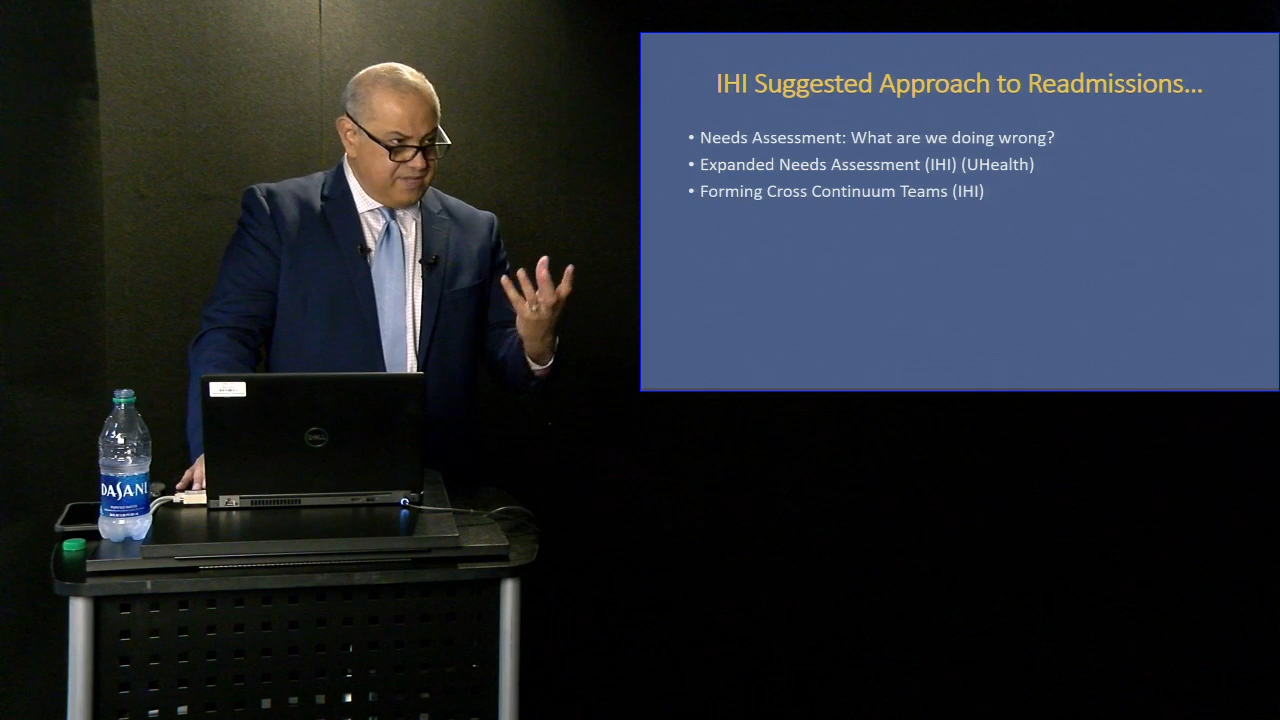 IHI Suggested Approach to Readmissions...
• Needs Assessment: What are we doing wrong?
• Expanded Needs Assessment (IHI) (UHealth)
• Forming Cross Continuum Teams (IHI)
DELL
DASANI